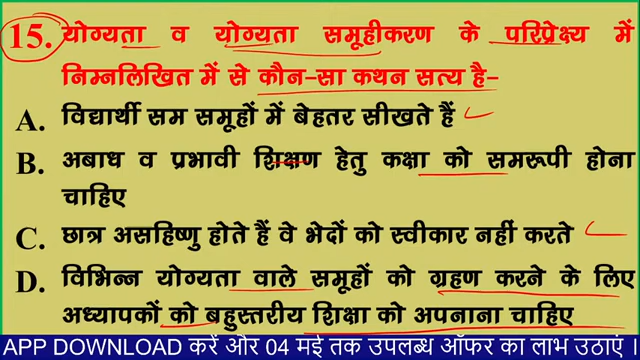 15. योग्यता व योग्यता समूहीकरण के परिप्रेक्ष्य में
निम्नलिखित में से कौन-सा कथन सत्य है-
A. विद्यार्थी सम समूहों में बेहतर सीखते हैं
B. अबाध व प्रभावी शिक्षण हेतु कक्षा को समरूपी होना
चाहिए
C. छात्र असहिष्णु होते हैं वे भेदों को स्वीकार नहीं करते
D. विभिन्न योग्यता वाले समूहों को ग्रहण करने के लिए
अध्यापकों को बहुस्तरीय शिक्षा को अपनाना चाहिए
APP DOWNLOAD करें और 04 मई तक उपलब्ध ऑफर का लाभ उठाएं